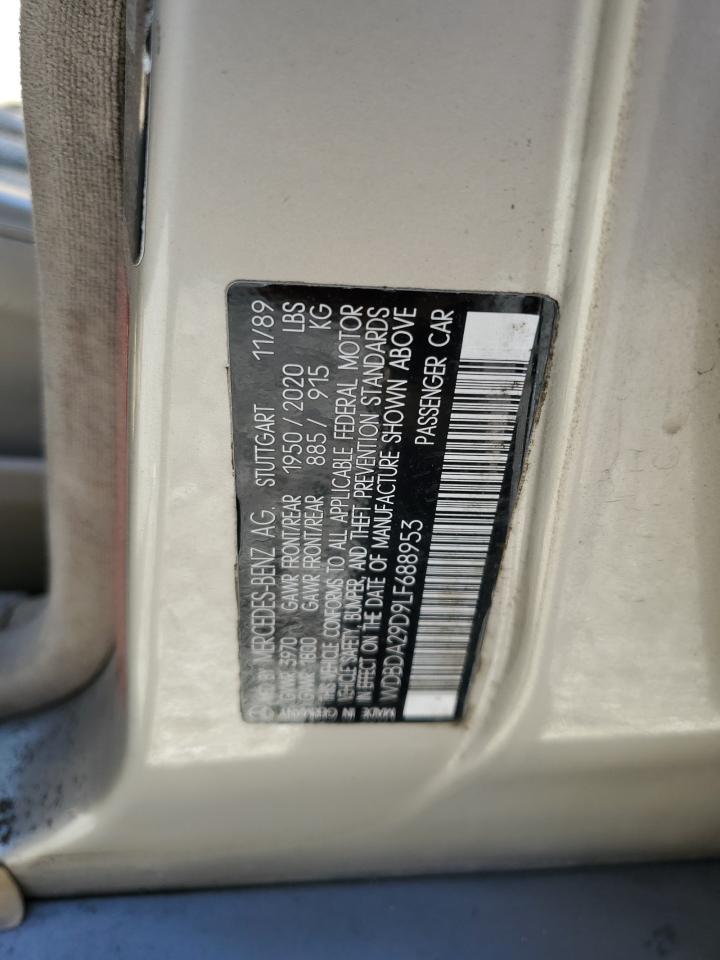 MFD BY MERCEDES-BENZ AG. STUTTGART 11/89
GVWR 3970 GAWR FRONT/REAR 1950/2020 LBS
GVWR 1800 GAWR FRONT/REAR 885/ 915 KG
THIS VEHICLE CONFORMS TO ALL APPLICABLE FEDERAL MOTOR
VEHICLE SAFETY, BUMPER, AND THEFT PREVENTION STANDARDS
IN EFFECT ON THE DATE OF MANUFACTURE SHOWN ABOVE
WDBDA29D9LF688953 PASSENGER CAR
MADE IN GERMANY